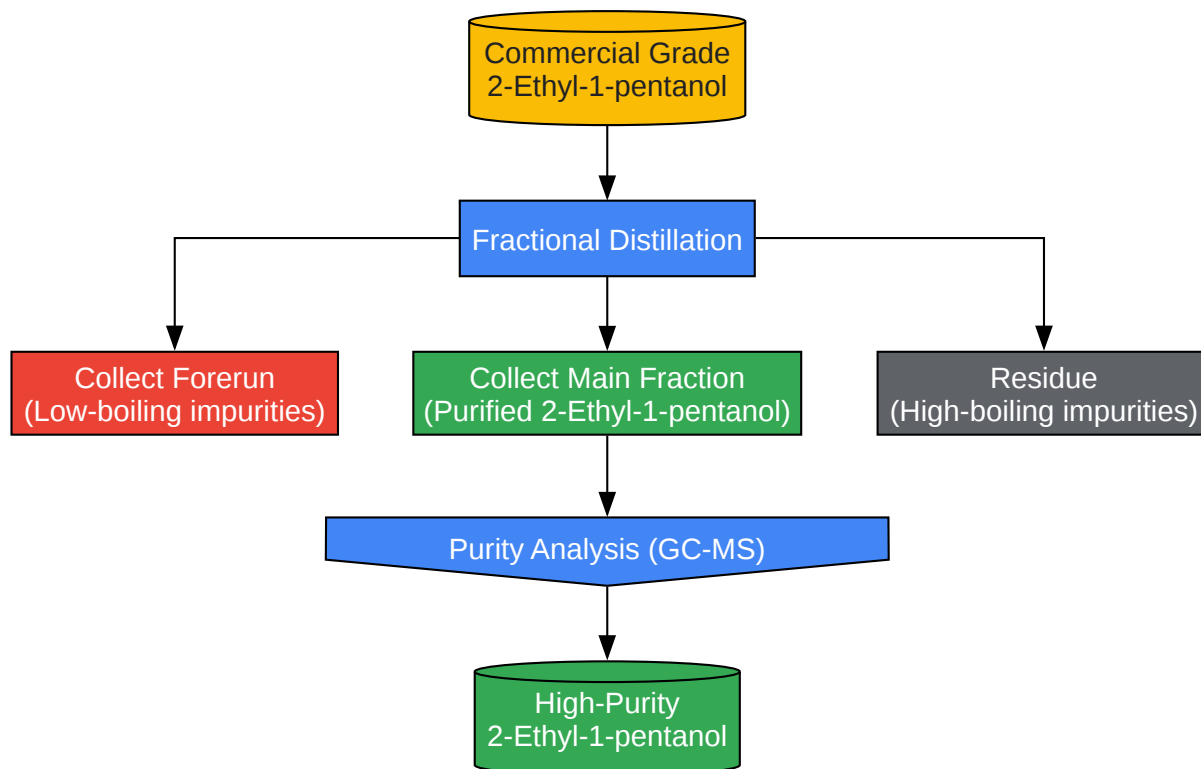 Commercial Grade
2-Ethyl-1-pentanol
Fractional Distillation
Collect Forerun
(Low-boiling impurities)
Collect Main Fraction
(Purified 2-Ethyl-1-pentanol)
Residue
(High-boiling impurities)
Purity Analysis (GC-MS)
High-Purity
2-Ethyl-1-pentanol